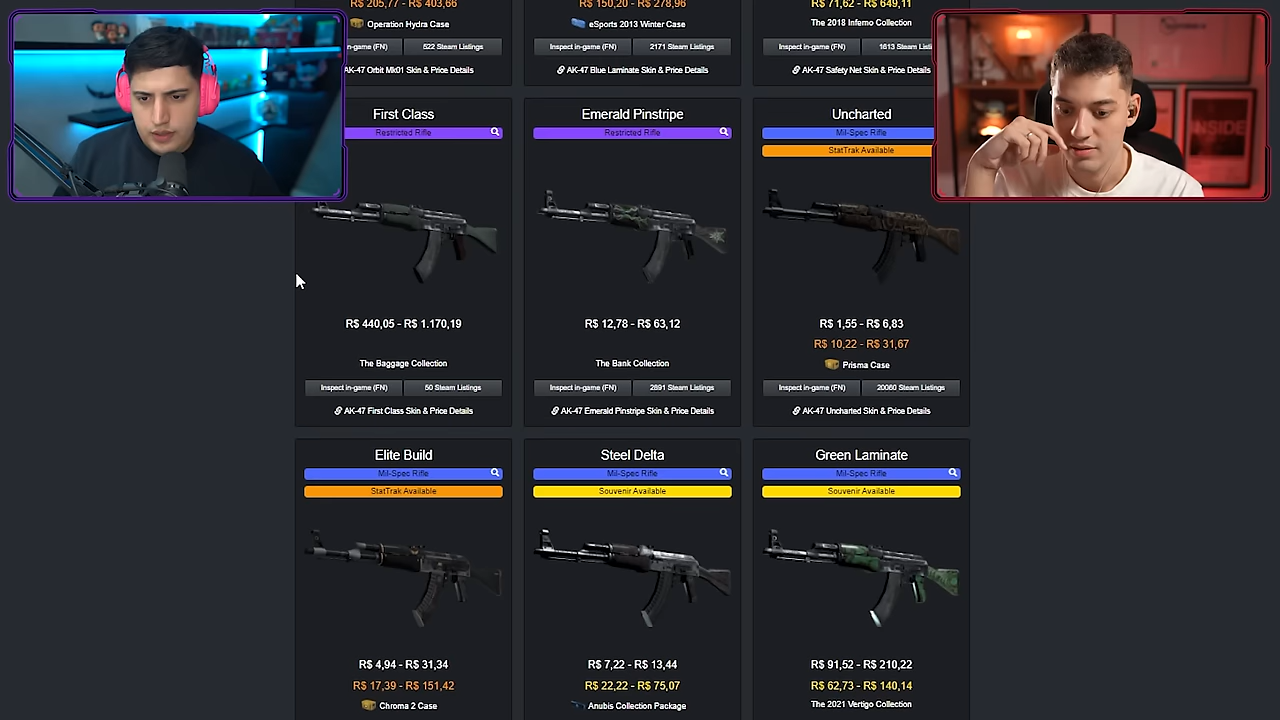 R$ 205,77 - R$ 403,66
Operation Hydra Case
n-game (FN) 522 Steam Listings
AK-47 Orbit Mk01 Skin & Price Details
R$ 150,20 - R$ 278,96
eSports 2013 Winter Case
Inspect in-game (FN) 2171 Steam Listings
AK-47 Blue Laminate Skin & Price Details
R$ 71,62 - R$ 649,11
The 2018 Inferno Collection
Inspect in-game (FN) 1613 Steam Listi
AK-47 Safety Net Skin & Price Details
INSIDE
First Class
Restricted Rifle
R$ 440,05 - R$ 1.170,19
The Baggage Collection
Inspect in-game (FN) 50 Steam Listings
AK-47 First Class Skin & Price Details
Emerald Pinstripe
Restricted Rifle
R$ 12,78 - R$ 63,12
The Bank Collection
Inspect in-game (FN) 2891 Steam Listings
AK-47 Emerald Pinstripe Skin & Price Details
Uncharted
Mil-Spec Rifle
StatTrak Available
R$ 1,55 - R$ 6,83
R$ 10,22 - R$ 31,67
Prisma Case
Inspect in-game (FN) 20060 Steam Listings
AK-47 Uncharted Skin & Price Details
Elite Build
Mil-Spec Rifle
StatTrak Available
R$ 4,94 - R$ 31,34
R$ 17,39 - R$ 151,42
Chroma 2 Case
Steel Delta
Mil-Spec Rifle
Souvenir Available
R$ 7,22 - R$ 13,44
R$ 22,22 - R$ 75,07
Anubis Collection Package
Green Laminate
Mil-Spec Rifle
Souvenir Available
R$ 91,52 - R$ 210,22
R$ 62,73 - R$ 140,14
The 2021 Vertigo Collection